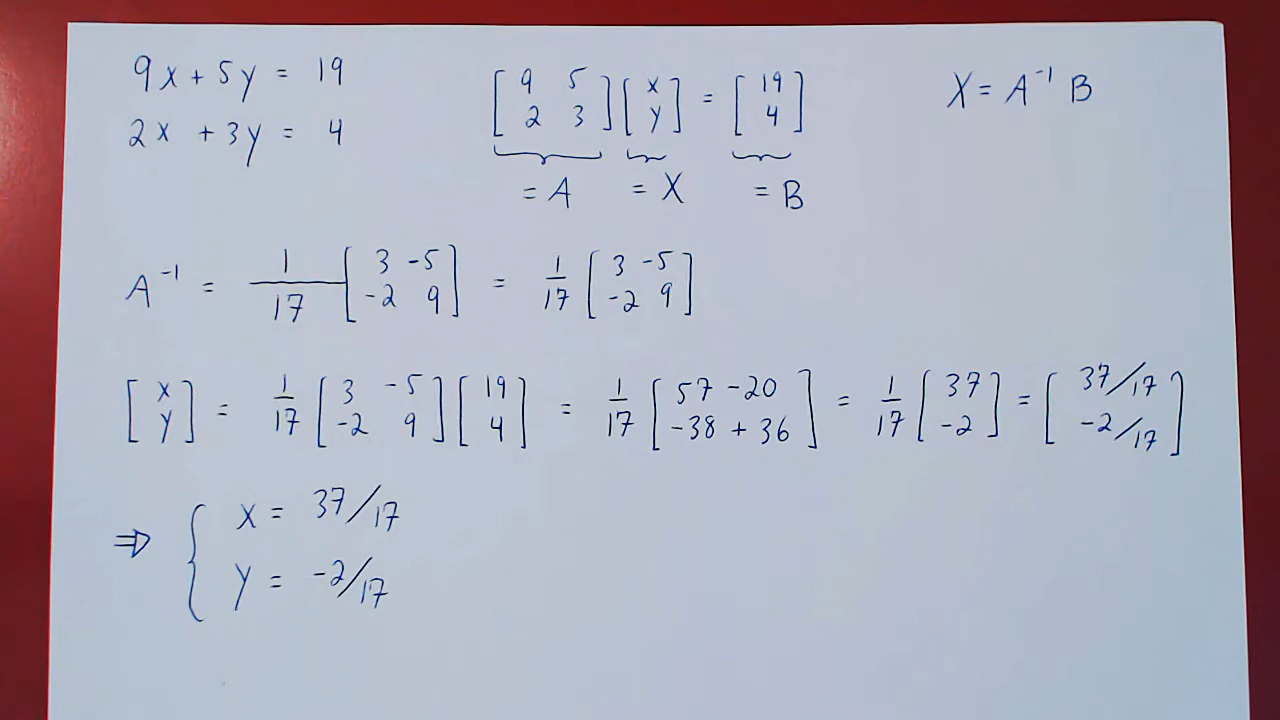 9x + 5y = 19
2x + 3y = 4
[9 5; 2 3] [x; y] = [19; 4]
= A = X = B
X = A⁻¹ B
A⁻¹ = 1/17 [3 -5; -2 9] = 1/17 [3 -5; -2 9]
[x; y] = 1/17 [3 -5; -2 9] [19; 4] = 1/17 [57 - 20; -38 + 36] = 1/17 [37; -2] = [37/17; -2/17]
⇒ { x = 37/17
y = -2/17